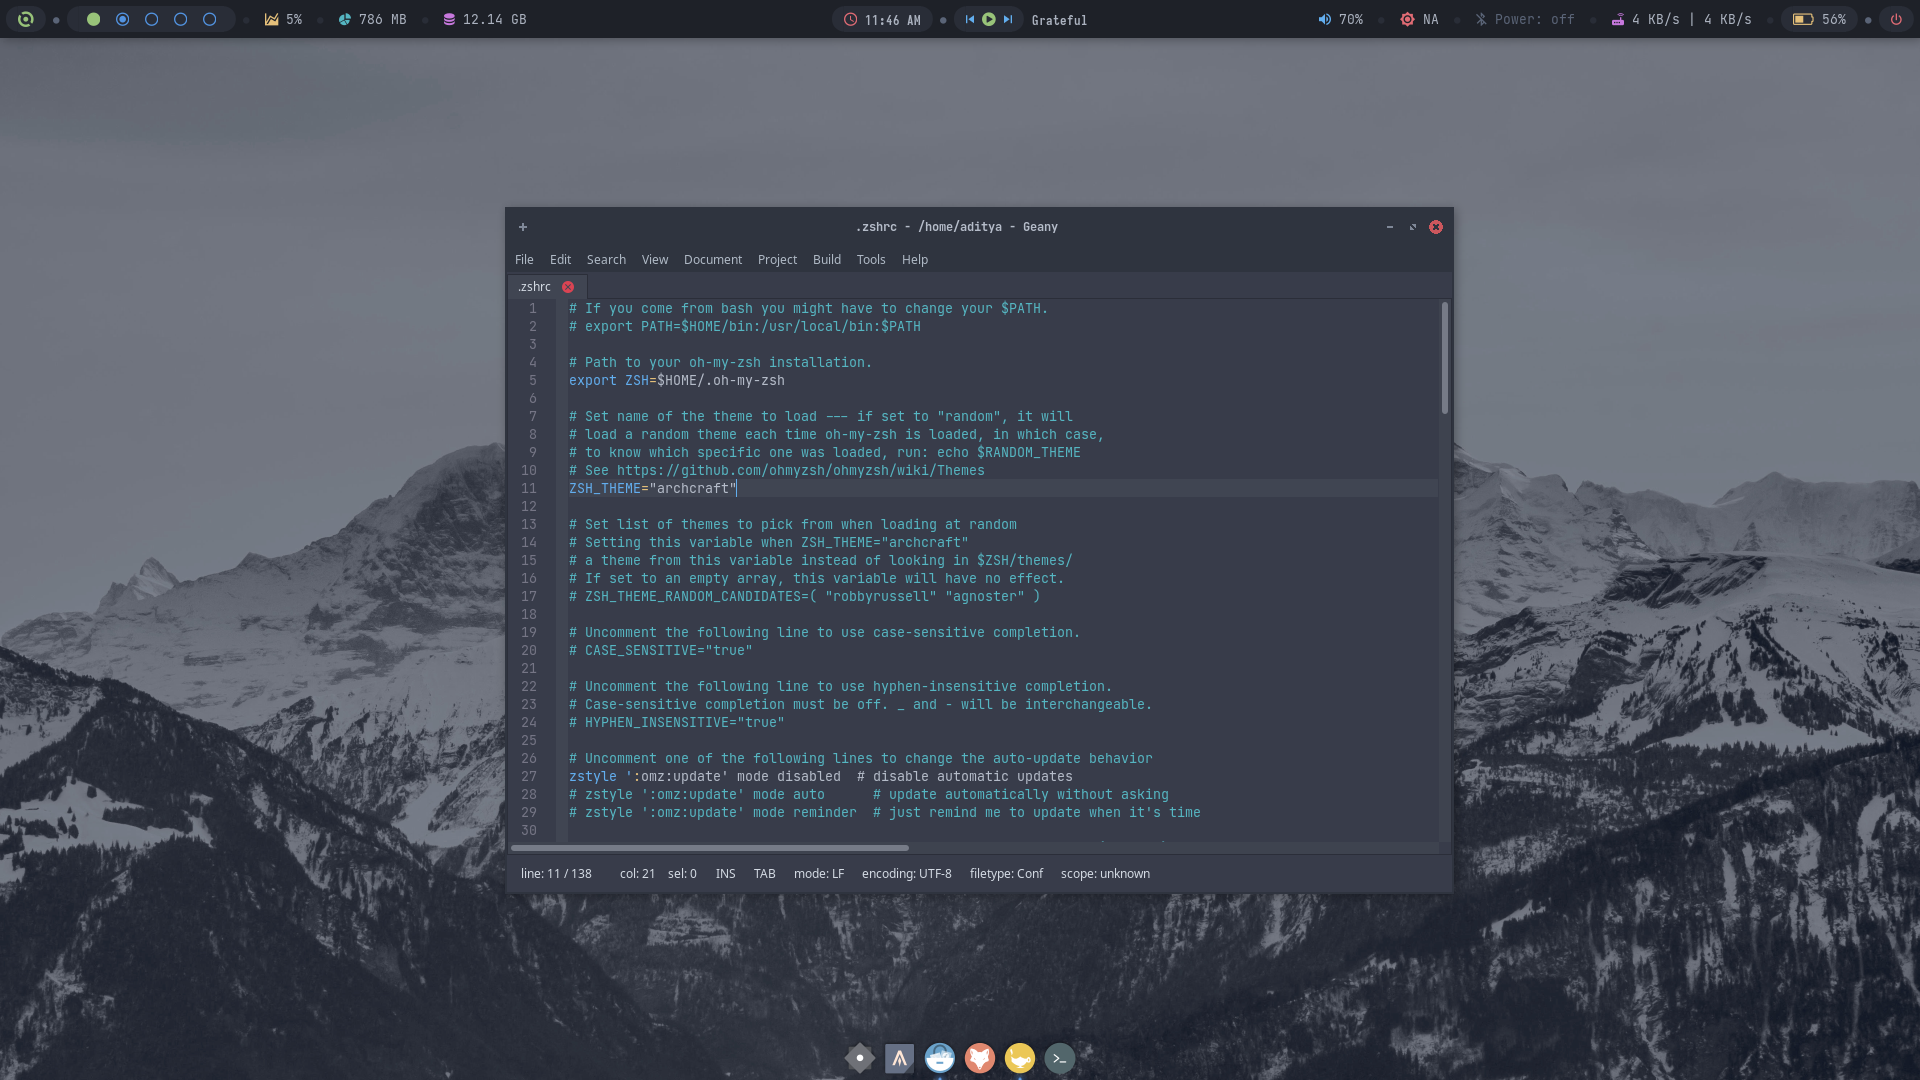 5% 786 MB 12.14 GB 11:46 AM Grateful 70% NA Power: off 4 KB/s | 4 KB/s 56%
.zshrc - /home/aditya - Geany
File Edit Search View Document Project Build Tools Help
.zshrc
1 # If you come from bash you might have to change your $PATH.
2 # export PATH=$HOME/bin:/usr/local/bin:$PATH
3
4 # Path to your oh-my-zsh installation.
5 export ZSH=$HOME/.oh-my-zsh
6
7 # Set name of the theme to load --- if set to "random", it will
8 # load a random theme each time oh-my-zsh is loaded, in which case,
9 # to know which specific one was loaded, run: echo $RANDOM_THEME
10 # See https://github.com/ohmyzsh/ohmyzsh/wiki/Themes
11 ZSH_THEME="archcraft"
12
13 # Set list of themes to pick from when loading at random
14 # Setting this variable when ZSH_THEME="archcraft"
15 # a theme from this variable instead of looking in $ZSH/themes/
16 # If set to an empty array, this variable will have no effect.
17 # ZSH_THEME_RANDOM_CANDIDATES=( "robbyrussell" "agnoster" )
18
19 # Uncomment the following line to use case-sensitive completion.
20 # CASE_SENSITIVE="true"
21
22 # Uncomment the following line to use hyphen-insensitive completion.
23 # Case-sensitive completion must be off. _ and - will be interchangeable.
24 # HYPHEN_INSENSITIVE="true"
25
26 # Uncomment one of the following lines to change the auto-update behavior
27 zstyle ':omz:update' mode disabled  # disable automatic updates
28 # zstyle ':omz:update' mode auto      # update automatically without asking
29 # zstyle ':omz:update' mode reminder  # just remind me to update when it's time
30
line: 11 / 138 col: 21 sel: 0 INS TAB mode: LF encoding: UTF-8 filetype: Conf scope: unknown